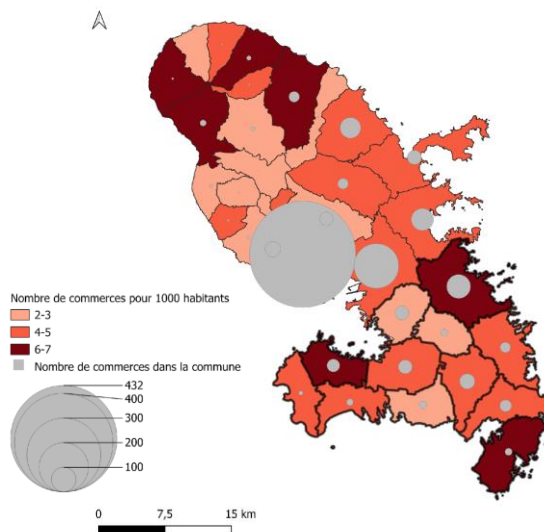 Nombre de commerces pour 1000 habitants
2-3
4-5
6-7
Nombre de commerces dans la commune
432
400
300
200
100
0 7,5 15 km